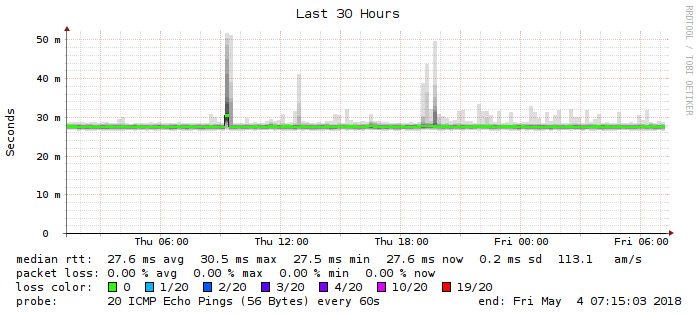 Last 30 Hours
RRDTOOL / TOBI OETIKER
Seconds
50 m
40 m
30 m
20 m
10 m
0
Thu 06:00 Thu 12:00 Thu 18:00 Fri 00:00 Fri 06:00
median rtt: 27.6 ms avg 30.5 ms max 27.5 ms min 27.6 ms now 0.2 ms sd 113.1 am/s
packet loss: 0.00 % avg 0.00 % max 0.00 % min 0.00 % now
loss color: 0 1/20 2/20 3/20 4/20 10/20 19/20
probe: 20 ICMP Echo Pings (56 Bytes) every 60s end: Fri May 4 07:15:03 2018